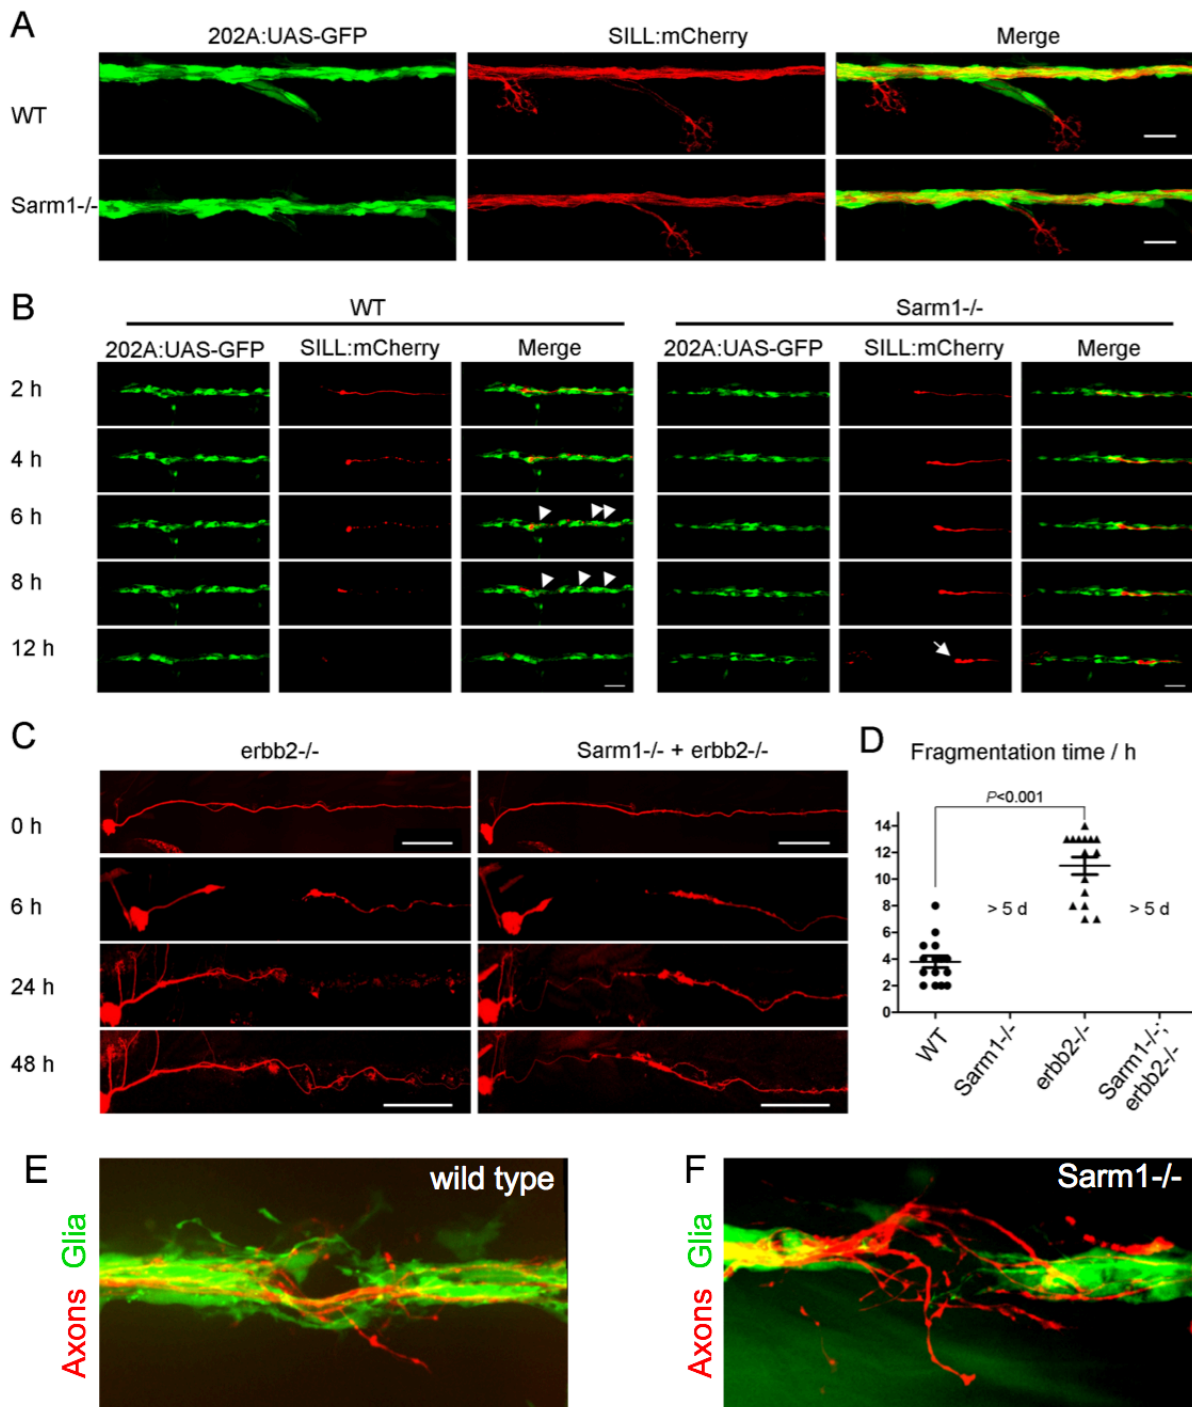 A
202A:UAS-GFP SILL:mCherry Merge
WT
Sarm1-/-
B
WT Sarm1-/-
202A:UAS-GFP SILL:mCherry Merge 202A:UAS-GFP SILL:mCherry Merge
2 h
4 h
6 h
8 h
12 h
C
erbb2-/- Sarm1-/- + erbb2-/-
0 h
6 h
24 h
48 h
D
Fragmentation time / h
P<0.001
14
12
10
8
6
4
2
0
> 5 d > 5 d
WT
Sarm1-/-
erbb2-/-
Sarm1-/-;
erbb2-/-
E
wild type
Axons Glia
F
Sarm1-/-
Axons Glia